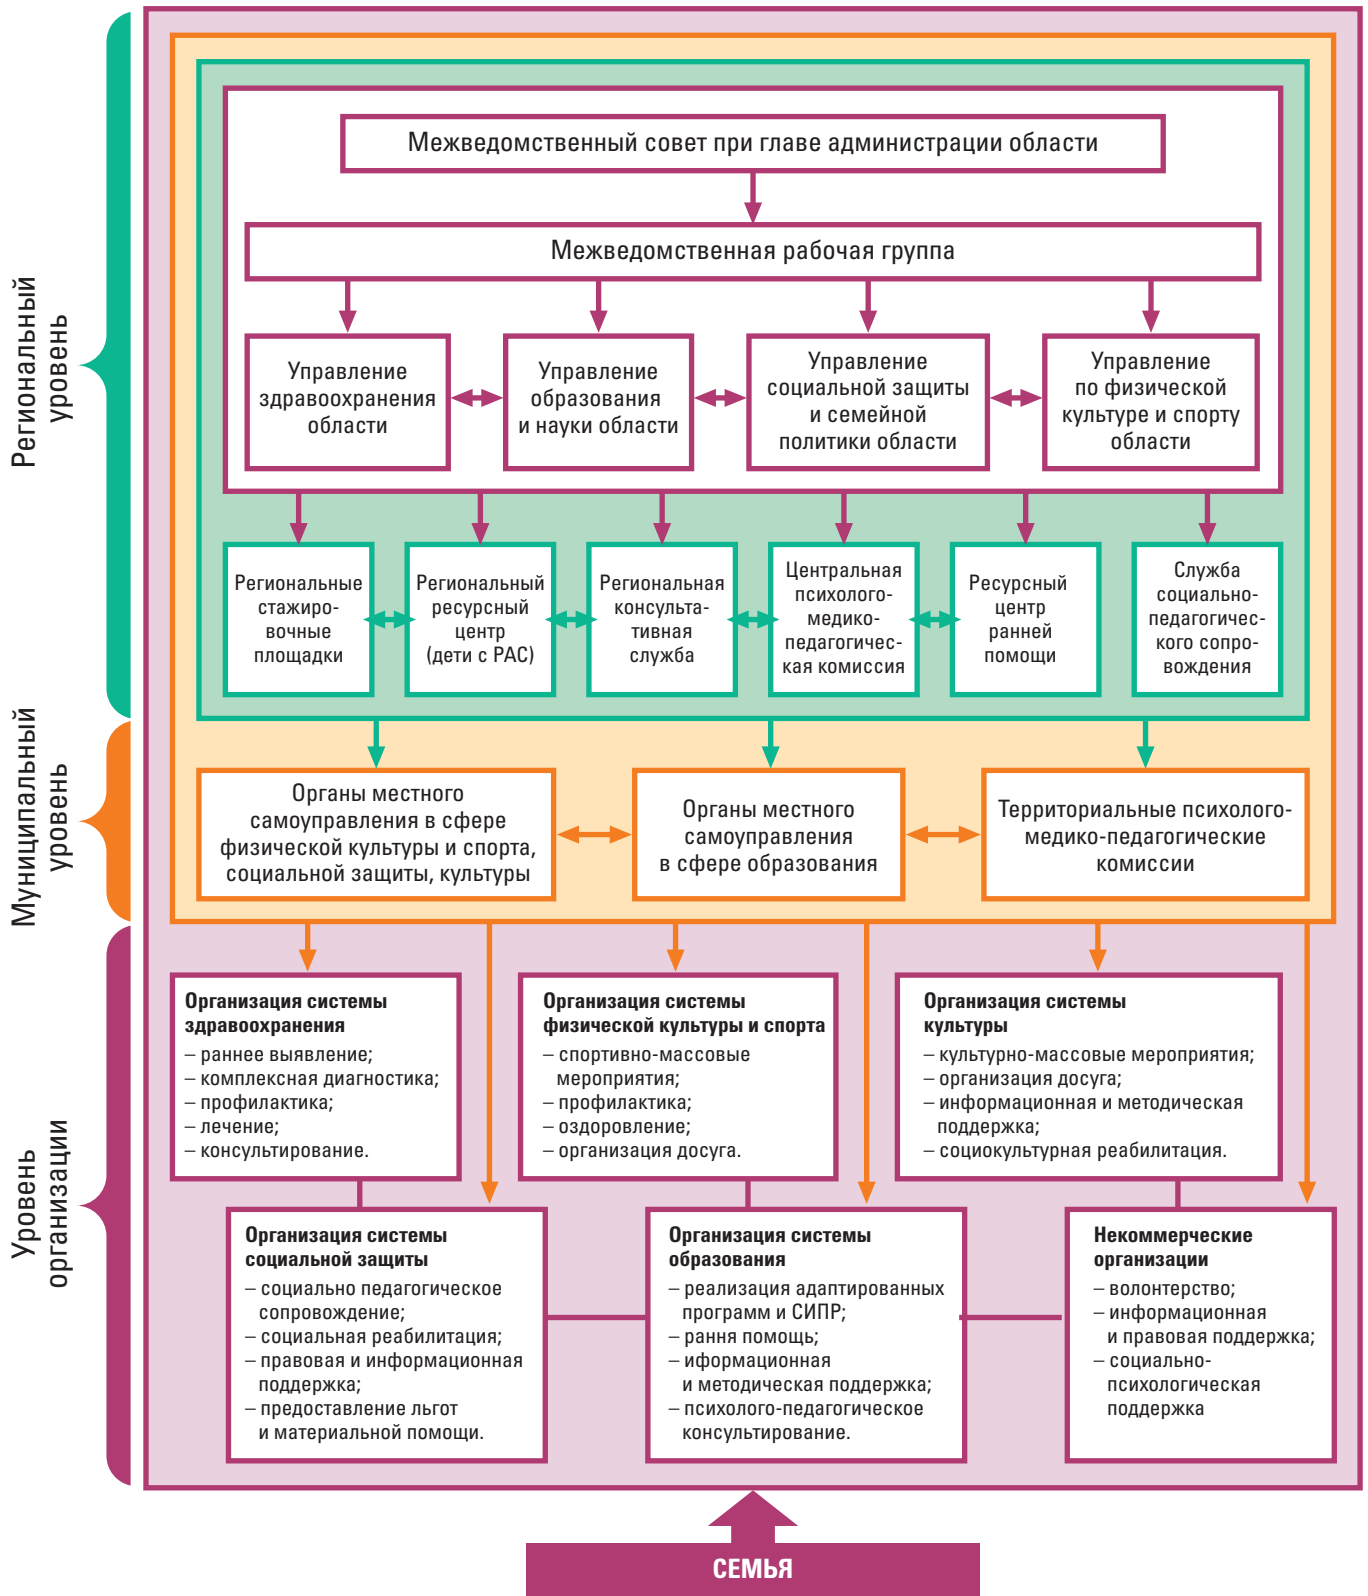 Региональный
уровень
Межведомственный совет при главе администрации области
Межведомственная рабочая группа
Управление
здравоохранения
области
Управление
образования
и науки области
Управление
социальной защиты
и семейной
политики области
Управление
по физической
культуре и спорту
области
Региональные
стажиро-
вочные
площадки
Региональный
ресурсный
центр
(дети с РАС)
Региональная
консульта-
тивная
служба
Центральная
психолого-
медико-
педагогичес-
кая комиссия
Ресурсный
центр
ранней
помощи
Служба
социально-
педагогичес-
кого сопро-
вождения
Муниципальный
уровень
Органы местного
самоуправления в сфере
физической культуры и спорта,
социальной защиты, культуры
Органы местного
самоуправления
в сфере образования
Территориальные психолого-
медико-педагогические
комиссии
Уровень
организации
Организация системы
здравоохранения
– раннее выявление;
– комплексная диагностика;
– профилактика;
– лечение;
– консультирование.
Организация системы
физической культуры и спорта
– спортивно-массовые
мероприятия;
– профилактика;
– оздоровление;
– организация досуга.
Организация системы
культуры
– культурно-массовые мероприятия;
– организация досуга;
– информационная и методическая
поддержка;
– социокультурная реабилитация.
Организация системы
социальной защиты
– социально педагогическое
сопровождение;
– социальная реабилитация;
– правовая и информационная
поддержка;
– предоставление льгот
и материальной помощи.
Организация системы
образования
– реализация адаптированных
программ и СИПР;
– рання помощь;
– иформационная
и методическая поддержка;
– психолого-педагогическое
консультирование.
Некоммерческие
организации
– волонтерство;
– информационная
и правовая поддержка;
– социально-
психологическая
поддержка
СЕМЬЯ